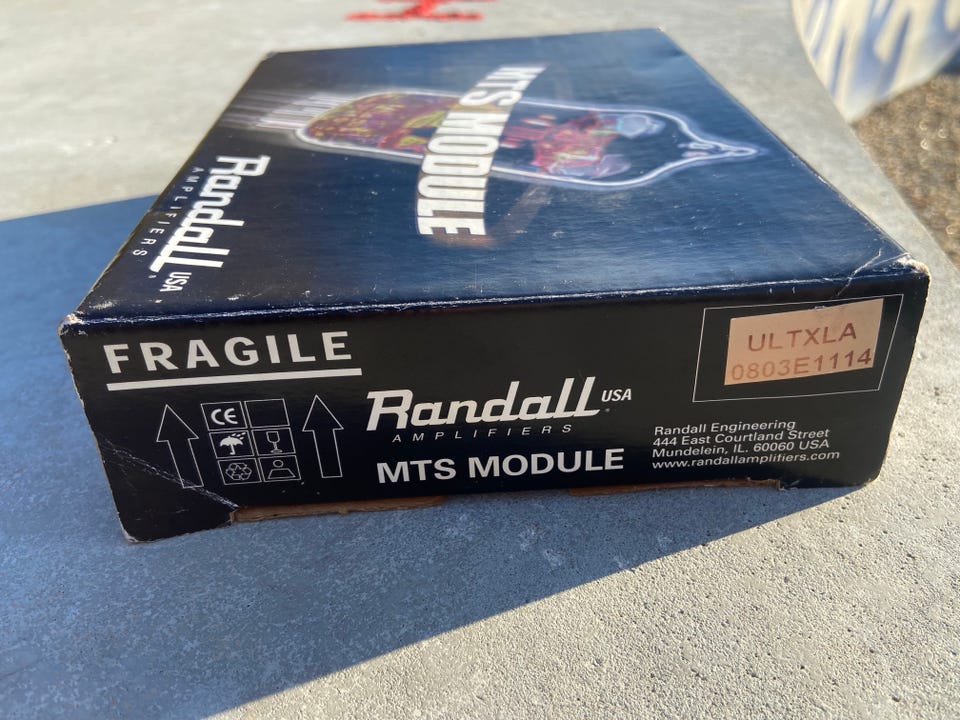 MTS MODULE
Randall USA
AMPLIFIERS
FRAGILE
CE
Randall USA
AMPLIFIERS
MTS MODULE
ULTXLA
0803E1114
Randall Engineering
444 East Courtland Street
Mundelein, IL. 60060 USA
www.randallamplifiers.com